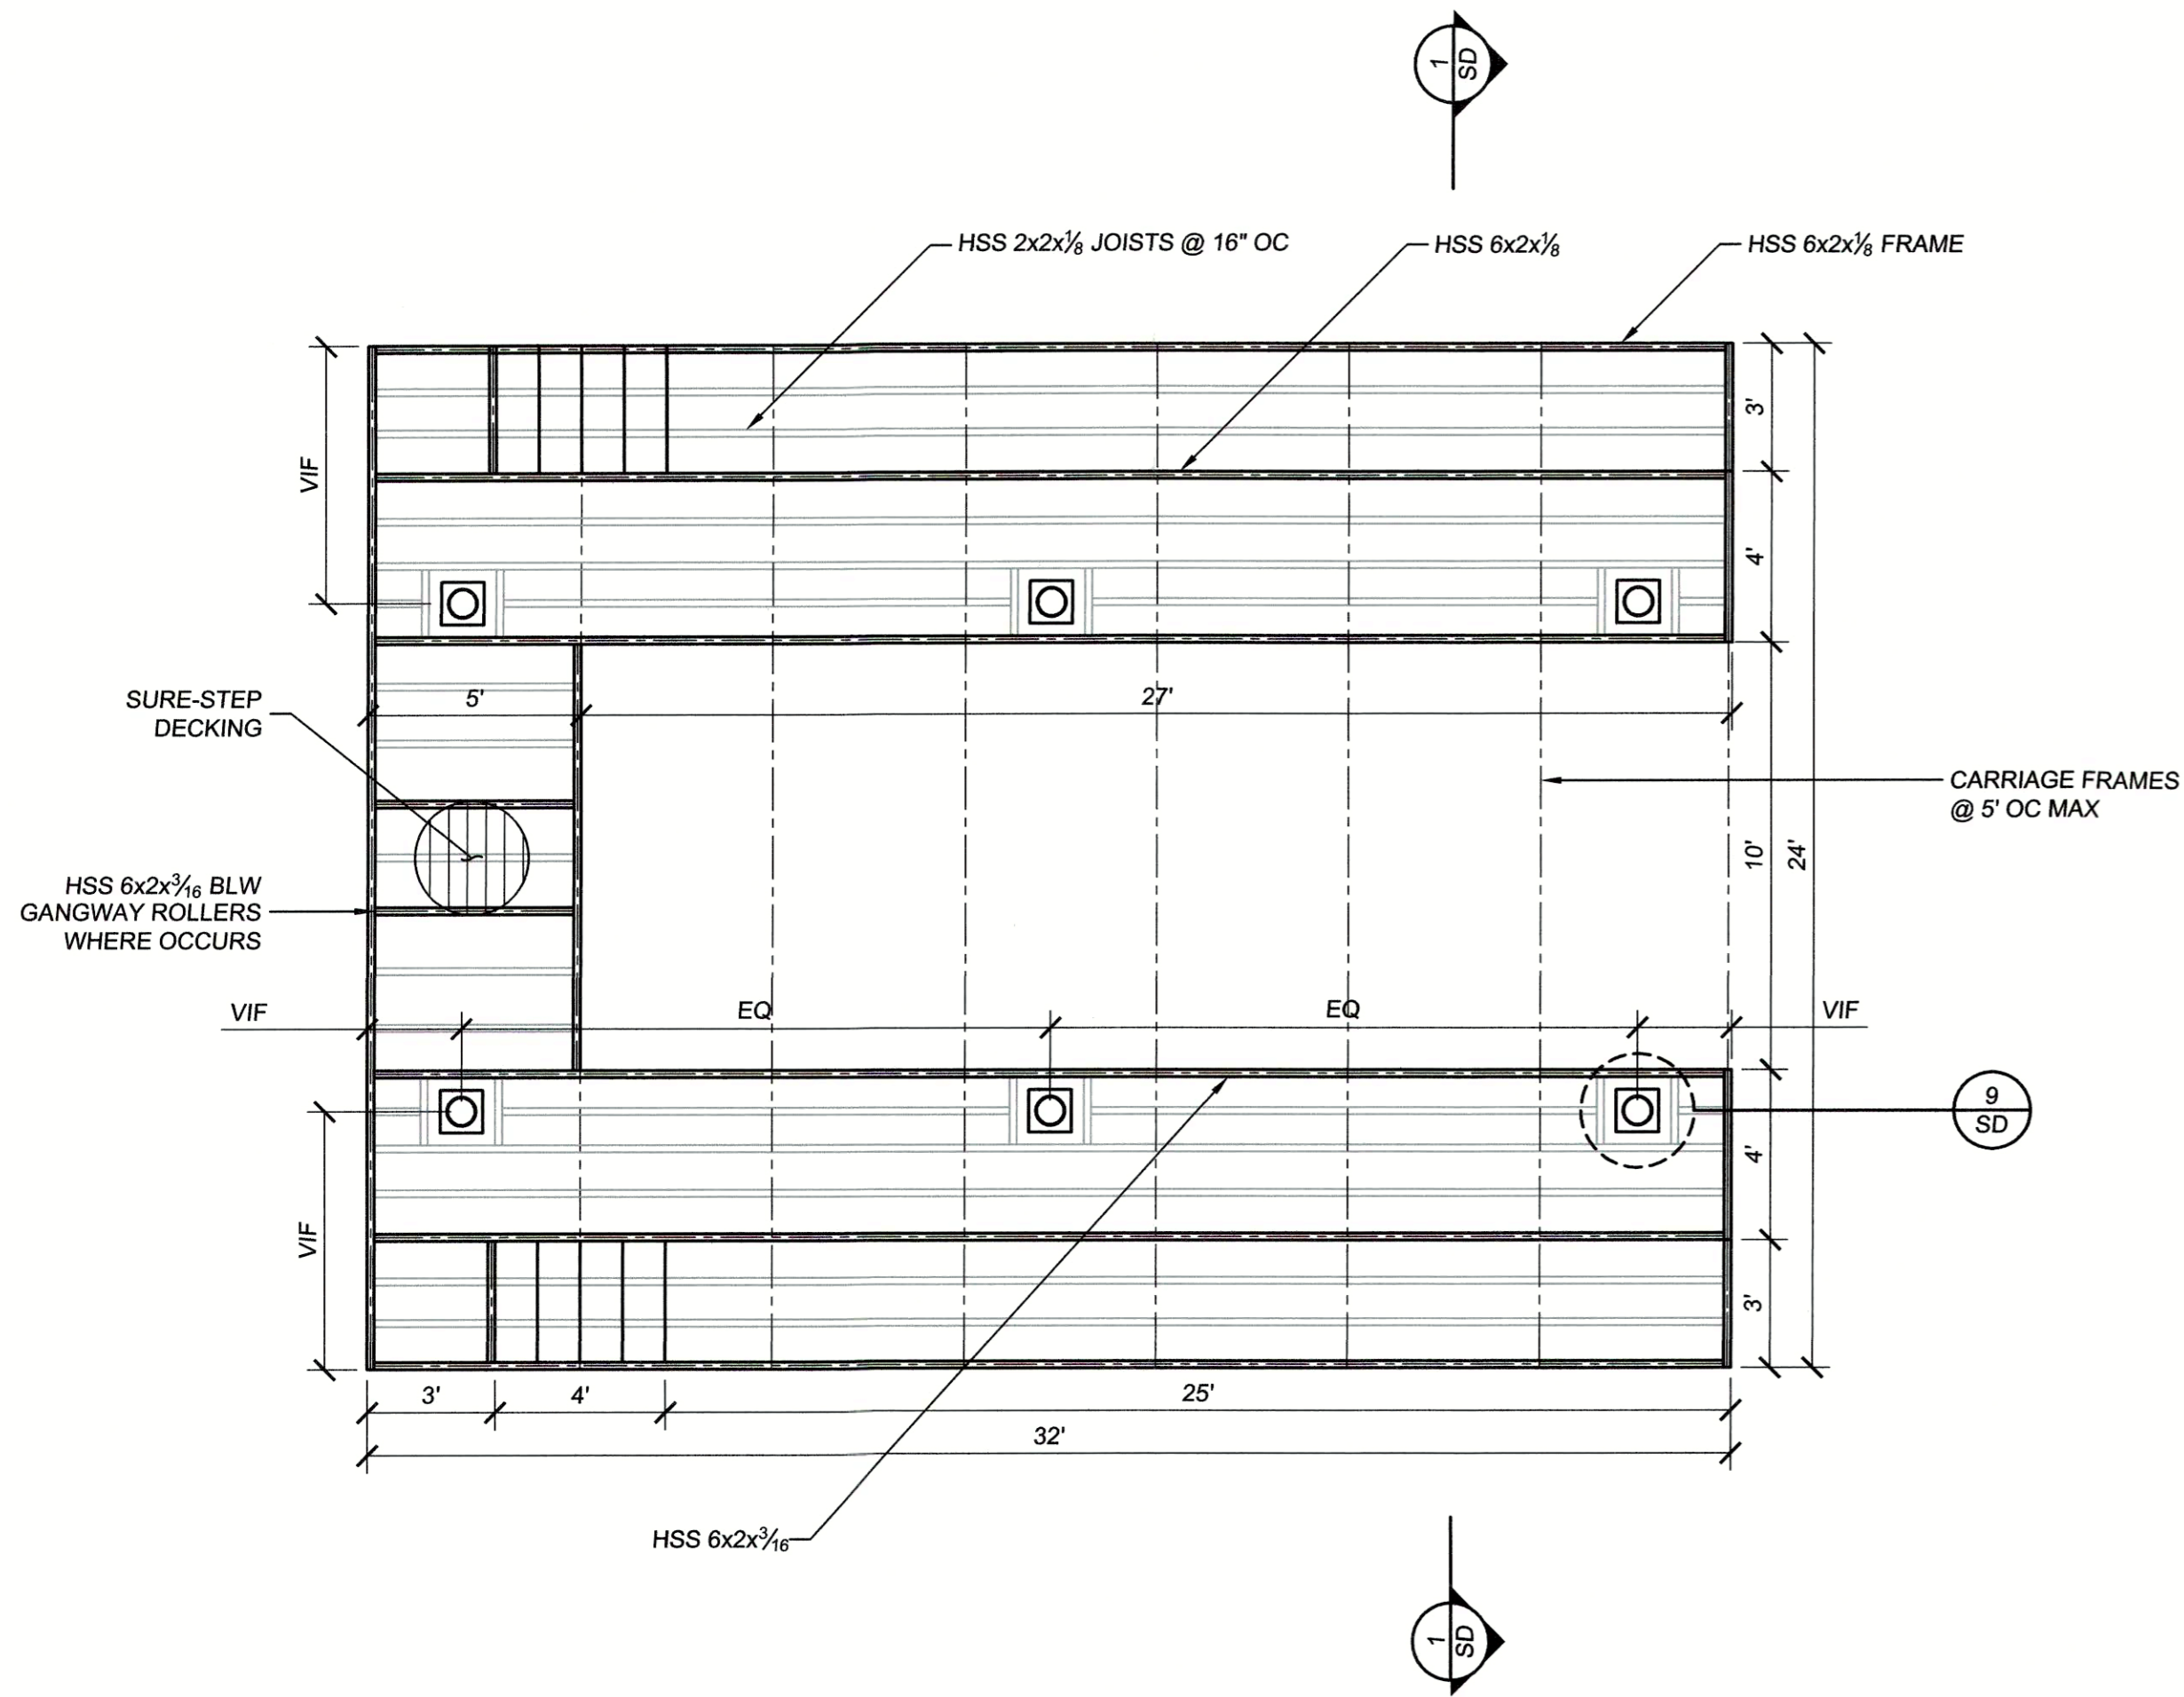 1
SD
HSS 2x2x⅛ JOISTS @ 16" OC
HSS 6x2x⅛
HSS 6x2x⅛ FRAME
3'
VIF
4'
5'
27'
SURE-STEP
DECKING
CARRIAGE FRAMES
@ 5' OC MAX
10'
24'
HSS 6x2x3⁄16 BLW
GANGWAY ROLLERS
WHERE OCCURS
VIF
EQ
EQ
VIF
9
SD
4'
VIF
3'
3'
4'
25'
32'
HSS 6x2x3⁄16
1
SD